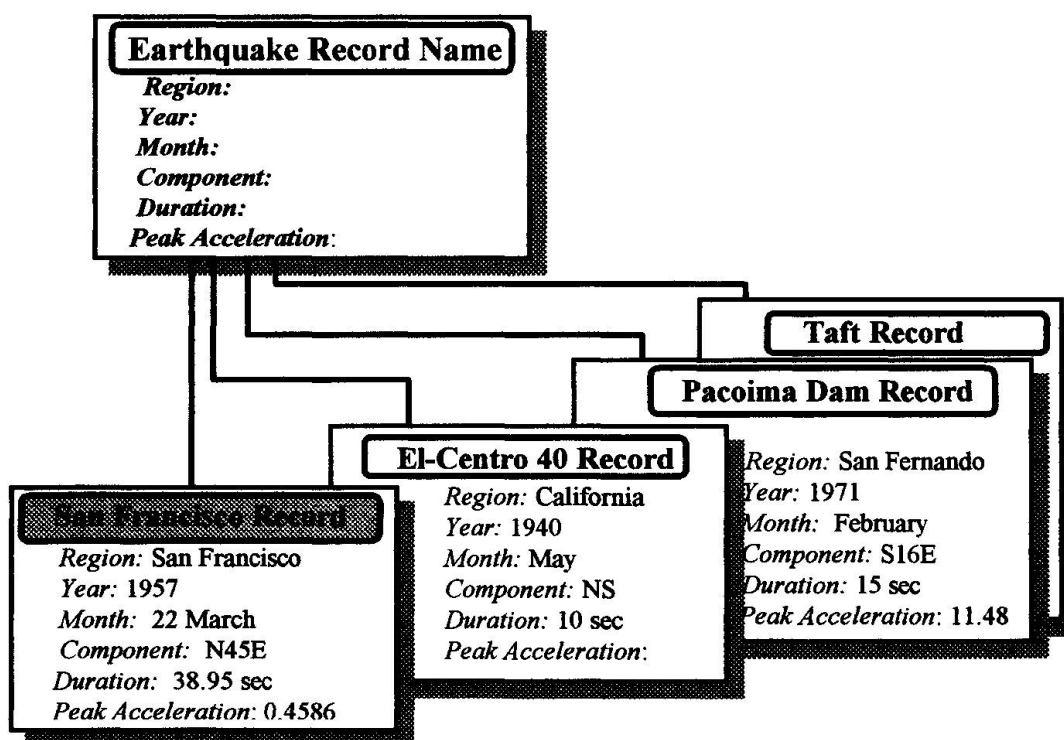 Earthquake Record Name
Region:
Year:
Month:
Component:
Duration:
Peak Acceleration:
Taft Record
Pacoima Dam Record
Region: San Fernando
Year: 1971
Month: February
Component: S16E
Duration: 15 sec
Peak Acceleration: 11.48
El-Centro 40 Record
Region: California
Year: 1940
Month: May
Component: NS
Duration: 10 sec
Peak Acceleration:
San Francisco Record
Region: San Francisco
Year: 1957
Month: 22 March
Component: N45E
Duration: 38.95 sec
Peak Acceleration: 0.4586